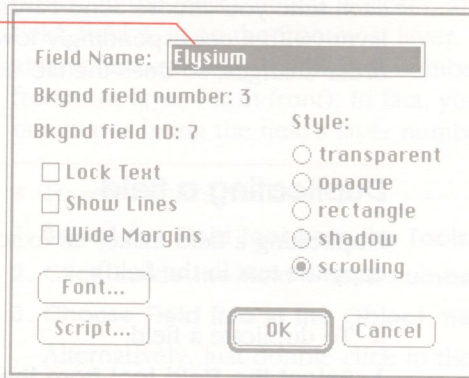 Field Name: Elysium
Bkgnd field number: 3
Bkgnd field ID: 7
Style:
transparent
Lock Text
opaque
Show Lines
rectangle
Wide Margins
shadow
scrolling
Font...
Script...
OK
Cancel